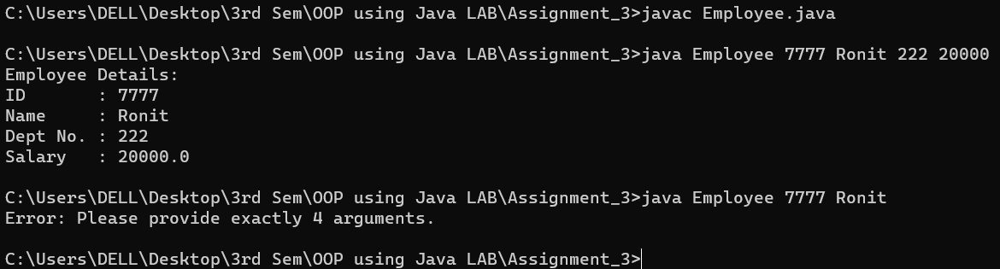 C:\Users\DELL\Desktop\3rd Sem\OOP using Java LAB\Assignment_3>javac Employee.java
C:\Users\DELL\Desktop\3rd Sem\OOP using Java LAB\Assignment_3>java Employee 7777 Ronit 222 20000
Employee Details:
ID       : 7777
Name     : Ronit
Dept No. : 222
Salary   : 20000.0
C:\Users\DELL\Desktop\3rd Sem\OOP using Java LAB\Assignment_3>java Employee 7777 Ronit
Error: Please provide exactly 4 arguments.
C:\Users\DELL\Desktop\3rd Sem\OOP using Java LAB\Assignment_3>